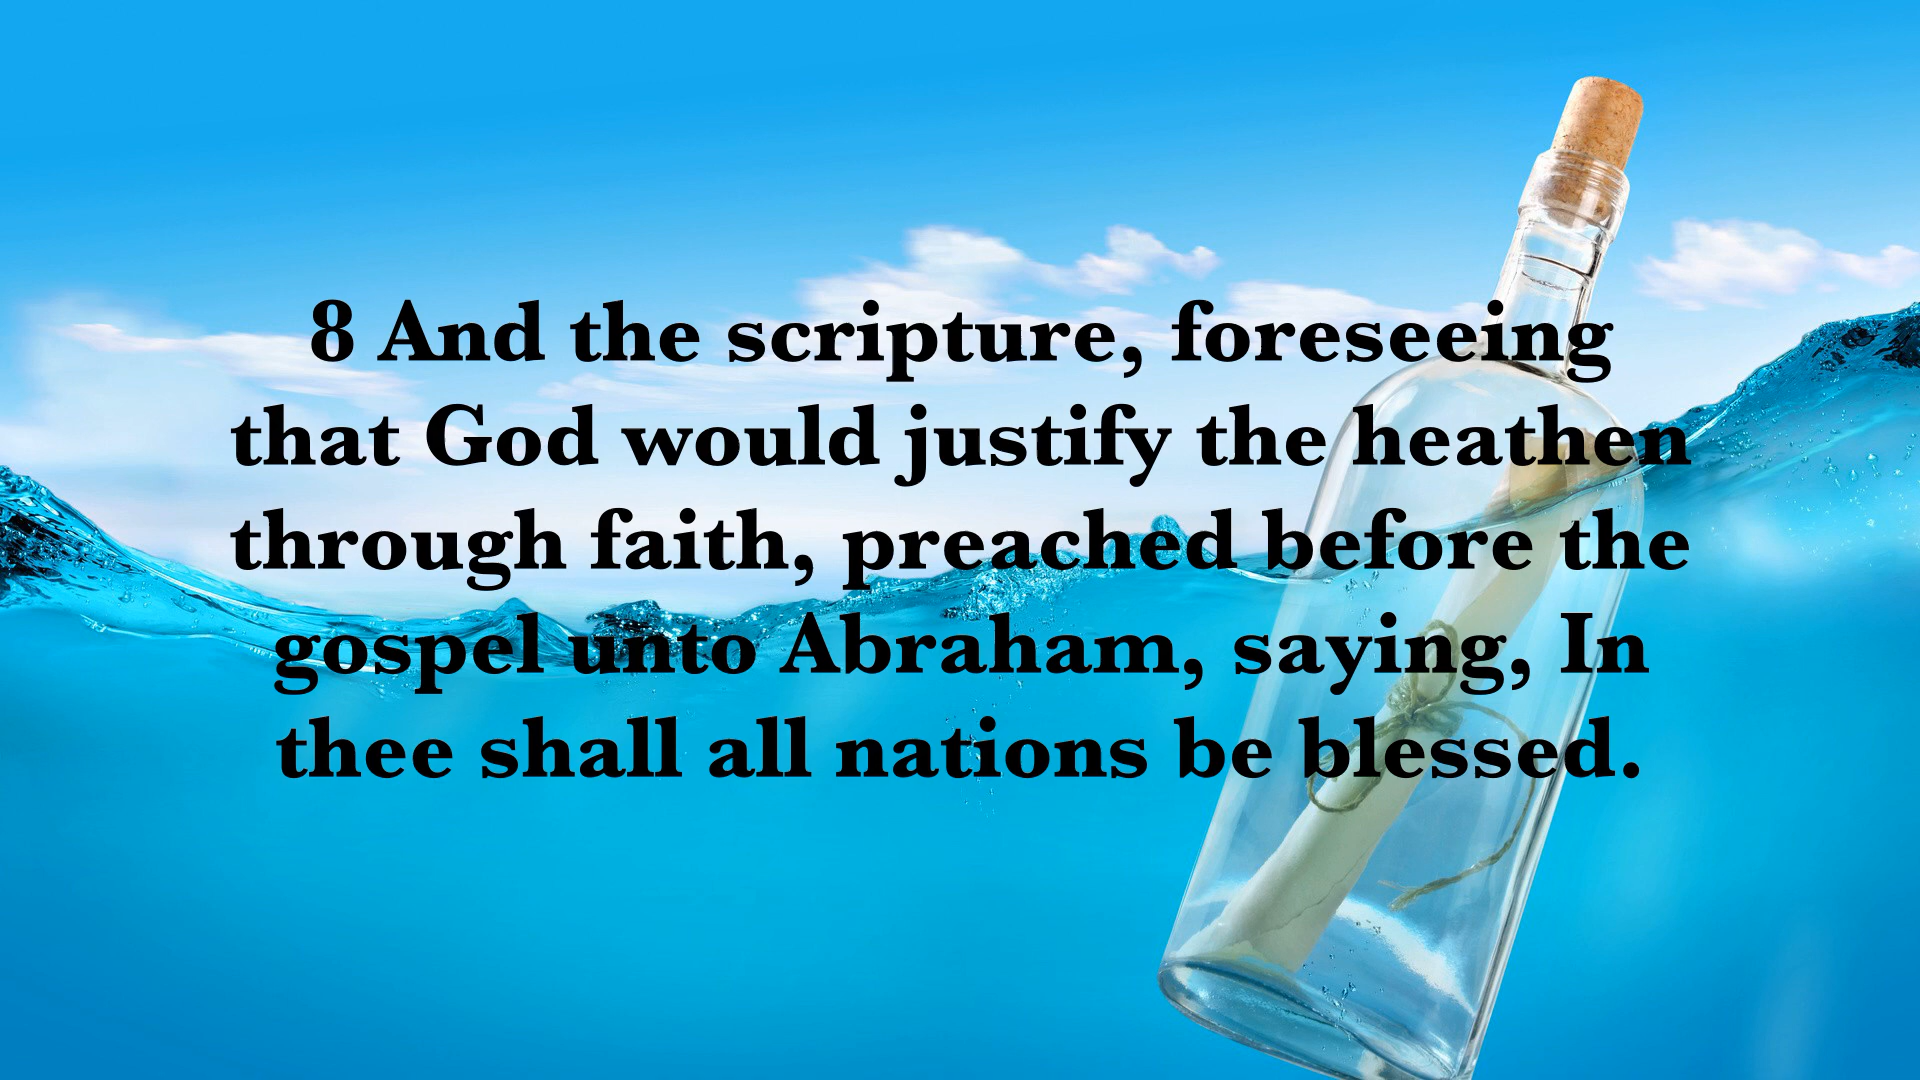 8 And the scripture, foreseeing
that God would justify the heathen
through faith, preached before the
gospel unto Abraham, saying, In
thee shall all nations be blessed.